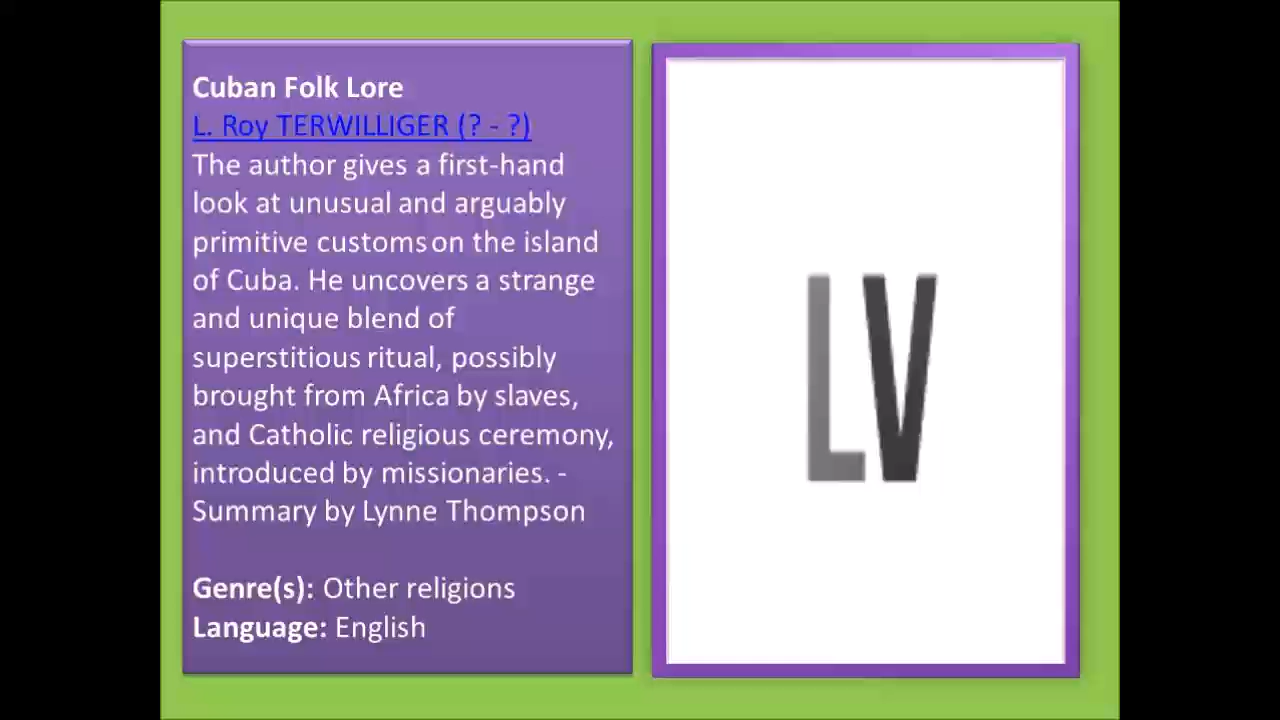 Cuban Folk Lore
L. Roy TERWILLIGER (? - ?)
The author gives a first-hand
look at unusual and arguably
primitive customs on the island
of Cuba. He uncovers a strange
and unique blend of
superstitious ritual, possibly
brought from Africa by slaves,
and Catholic religious ceremony,
introduced by missionaries. -
Summary by Lynne Thompson
Genre(s): Other religions
Language: English
LV